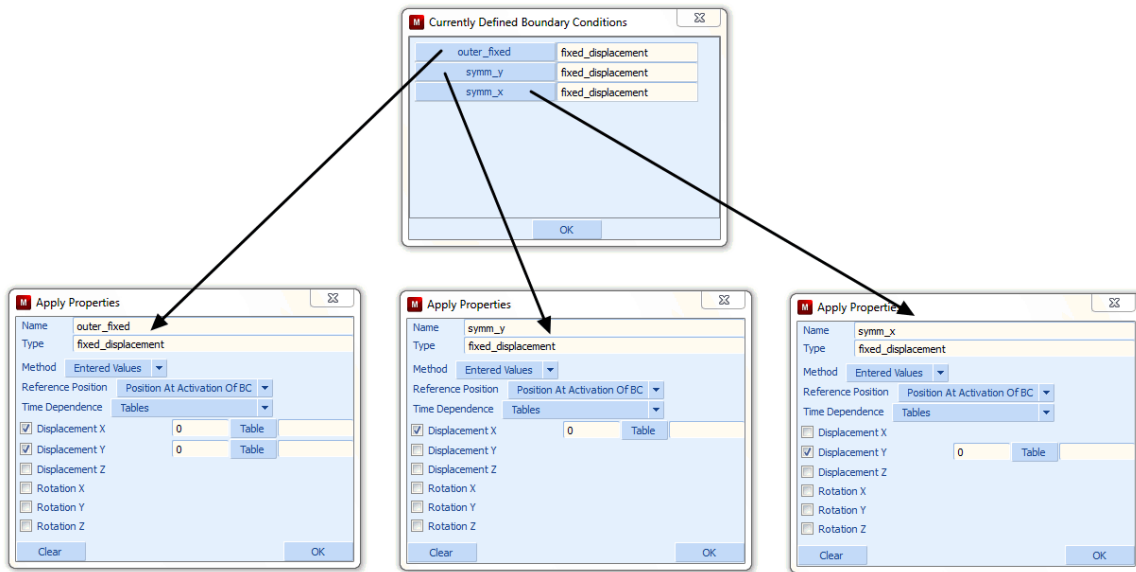 M Currently Defined Boundary Conditions
outer_fixed fixed_displacement
symm_y fixed_displacement
symm_x fixed_displacement
OK
M Apply Properties
Name outer_fixed
Type fixed_displacement
Method Entered Values
Reference Position Position At Activation Of BC
Time Dependence Tables
Displacement X 0 Table
Displacement Y 0 Table
Displacement Z
Rotation X
Rotation Y
Rotation Z
Clear OK
M Apply Properties
Name symm_y
Type fixed_displacement
Method Entered Values
Reference Position Position At Activation Of BC
Time Dependence Tables
Displacement X 0 Table
Displacement Y
Displacement Z
Rotation X
Rotation Y
Rotation Z
Clear OK
M Apply Properties
Name symm_x
Type fixed_displacement
Method Entered Values
Reference Position Position At Activation Of BC
Time Dependence Tables
Displacement X
Displacement Y 0 Table
Displacement Z
Rotation X
Rotation Y
Rotation Z
Clear OK